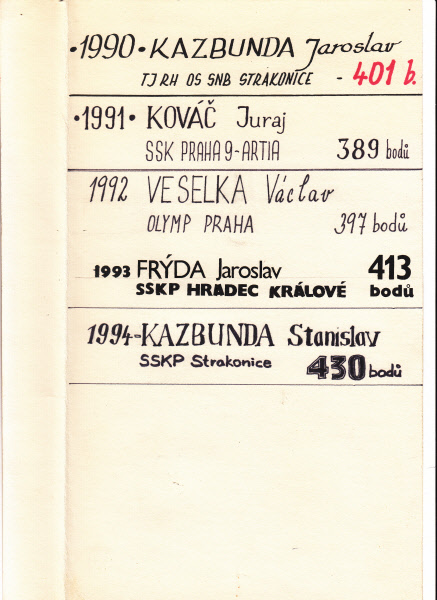 ·1990· KAZBUNDA Jaroslav
TJ RH OS SNB STRAKONICE - 401 b.
·1991· KOVÁČ Juraj
SSK PRAHA 9-ARTIA 389 bodů
1992 VESELKA Václav
OLYMP PRAHA 397 bodů
1993 FRÝDA Jaroslav 413
SSKP HRADEC KRÁLOVÉ bodů
1994-KAZBUNDA Stanislav
SSKP Strakonice 430 bodů